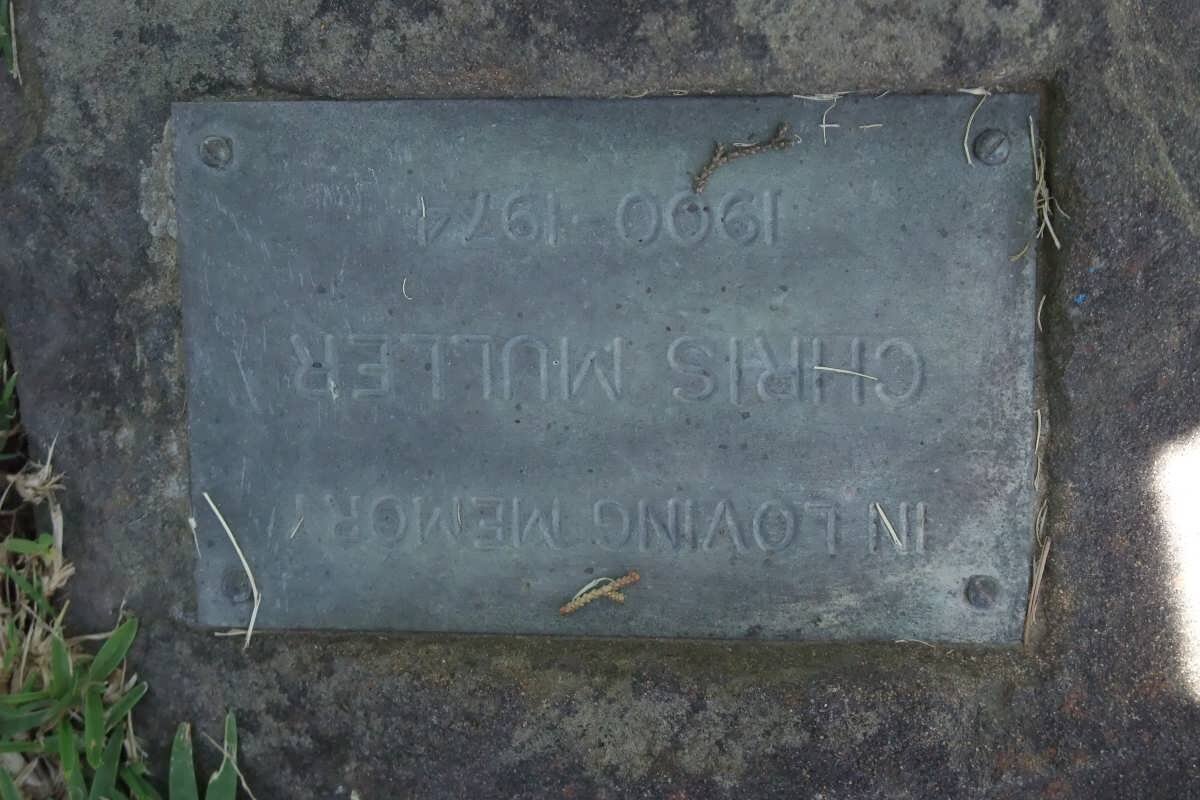 IN LOVING MEMORY
CHRIS MULLER
1900 - 1974